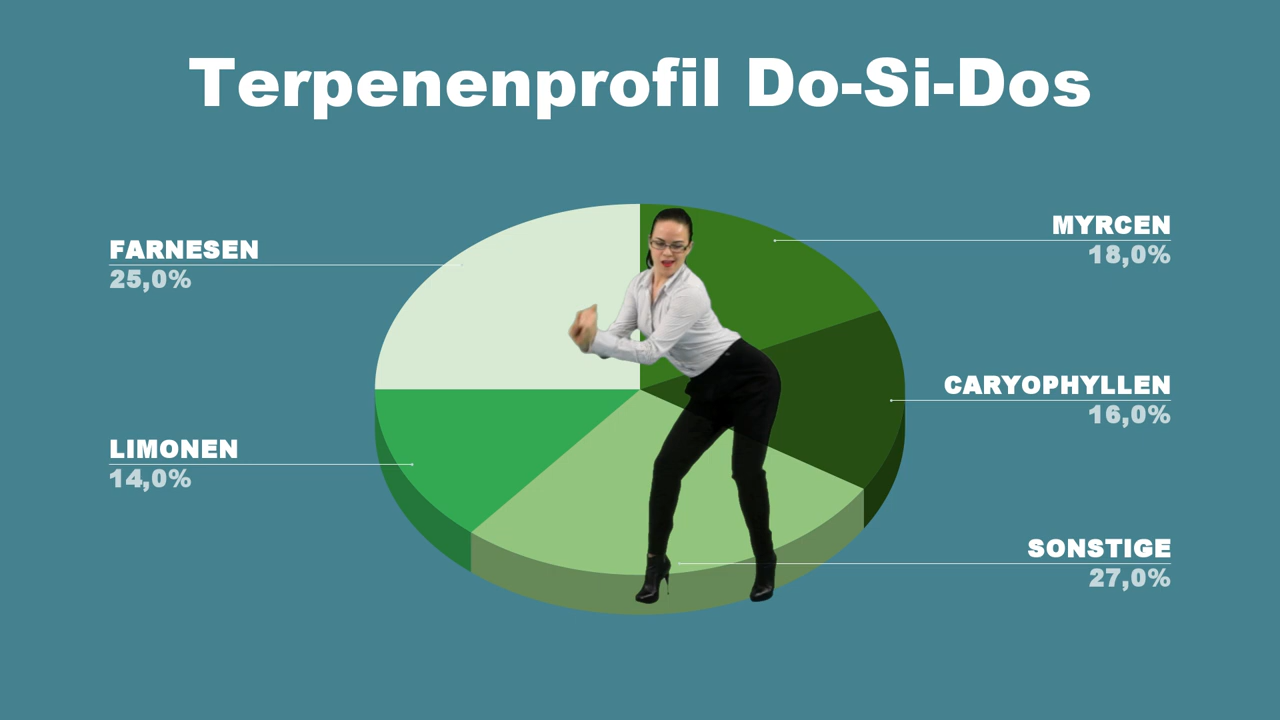 Terpenenprofil Do-Si-Dos
FARNESEN
25,0%
LIMONEN
14,0%
MYRCEN
18,0%
CARYOPHYLLEN
16,0%
SONSTIGE
27,0%